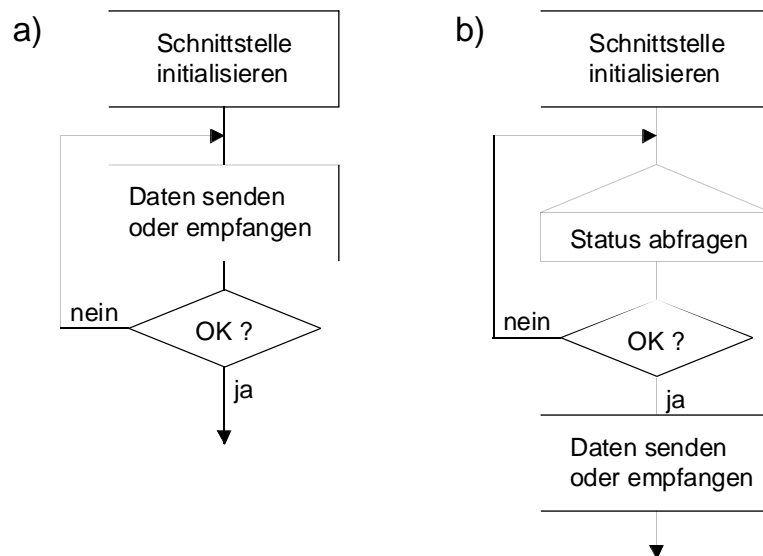 a)
Schnittstelle
initialisieren
Daten senden
oder empfangen
nein
OK ?
ja
b)
Schnittstelle
initialisieren
Status abfragen
nein
OK ?
ja
Daten senden
oder empfangen